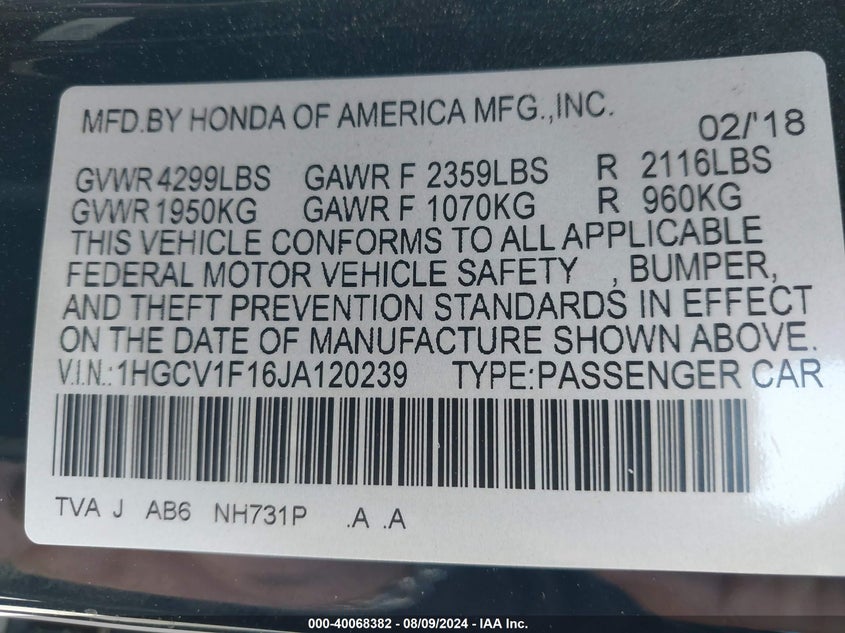 MFD.BY HONDA OF AMERICA MFG.,INC.
02/'18
GVWR 4299LBS GAWR F 2359LBS R 2116LBS
GVWR 1950KG GAWR F 1070KG R 960KG
THIS VEHICLE CONFORMS TO ALL APPLICABLE
FEDERAL MOTOR VEHICLE SAFETY , BUMPER,
AND THEFT PREVENTION STANDARDS IN EFFECT
ON THE DATE OF MANUFACTURE SHOWN ABOVE.
V.I.N.:1HGCV1F16JA120239 TYPE:PASSENGER CAR
TVA J AB6 NH731P .A .A
000-40068382 - 08/09/2024 - IAA Inc.